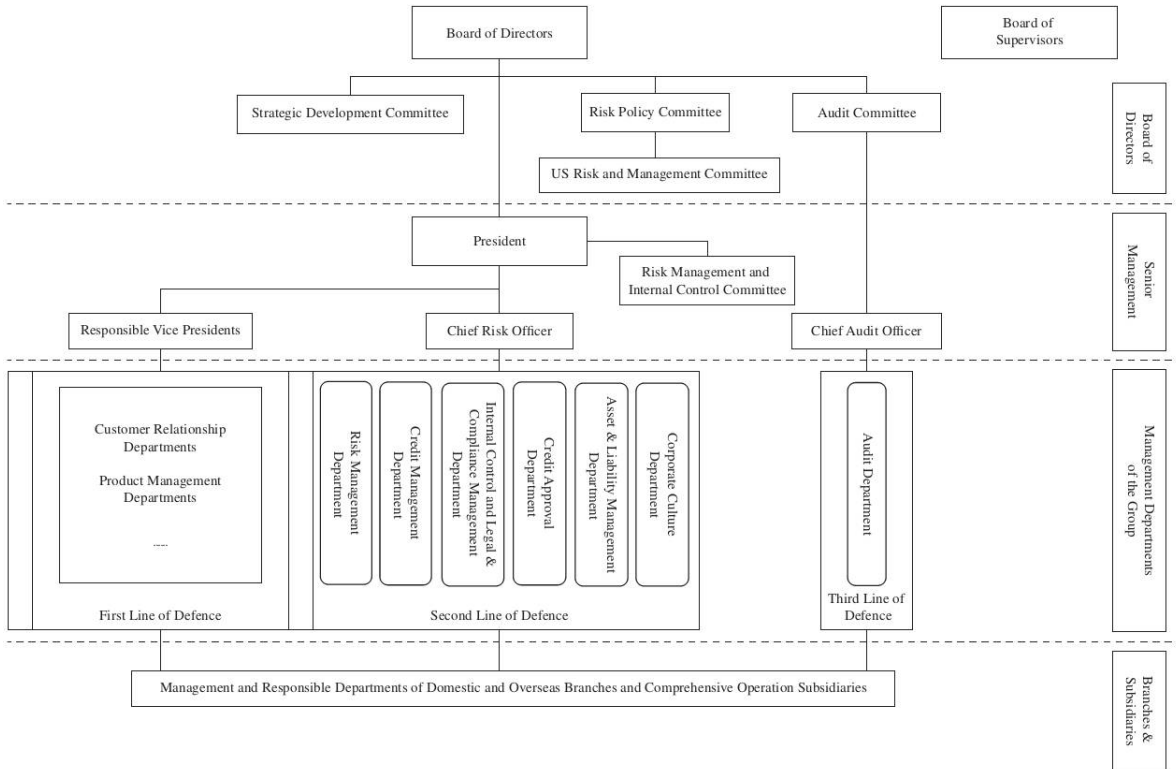 Board of Directors
Board of
Supervisors
Strategic Development Committee
Risk Policy Committee
Audit Committee
US Risk and Management Committee
Board of
Directors
President
Risk Management and
Internal Control Committee
Senior
Management
Responsible Vice Presidents
Chief Risk Officer
Chief Audit Officer
Customer Relationship
Departments
Product Management
Departments
......
First Line of Defence
Risk Management
Department
Credit Management
Department
Internal Control and Legal &
Compliance Management
Department
Credit Approval
Department
Asset & Liability Management
Department
Corporate Culture
Department
Second Line of Defence
Audit Department
Third Line of
Defence
Management Departments
of the Group
Management and Responsible Departments of Domestic and Overseas Branches and Comprehensive Operation Subsidiaries
Branches &
Subsidiaries